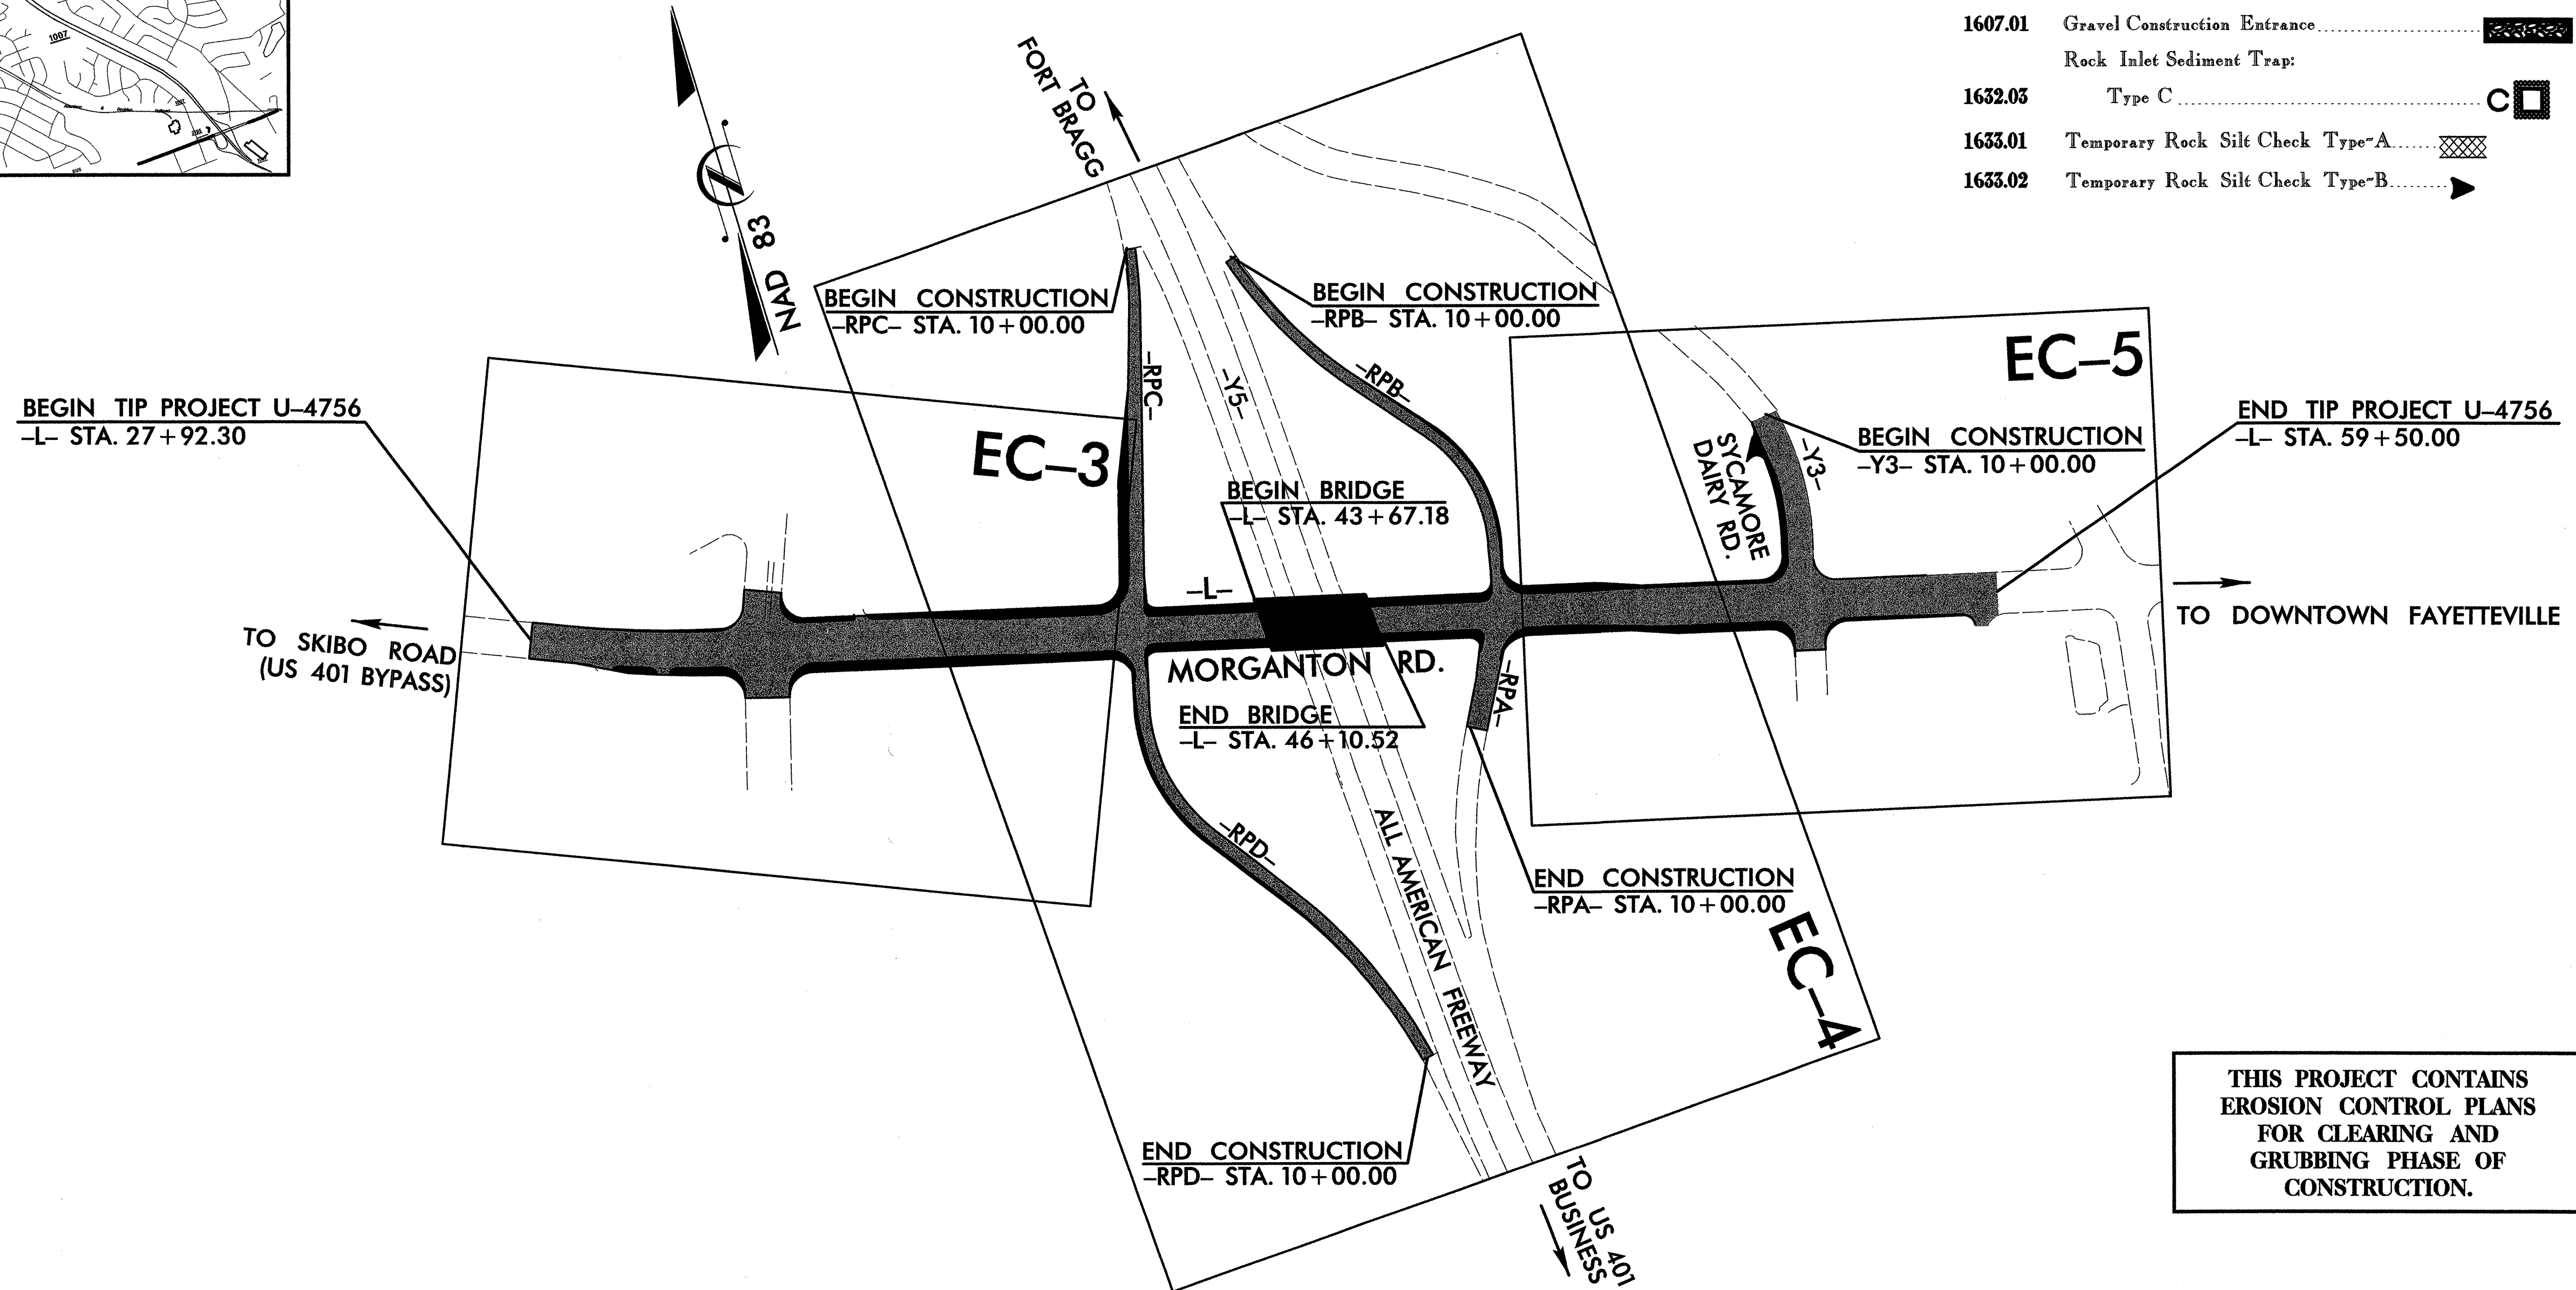 1007
1607.01 Gravel Construction Entrance
Rock Inlet Sediment Trap:
1632.03 Type C C
1633.01 Temporary Rock Silt Check Type-A
1633.02 Temporary Rock Silt Check Type-B
TO
FORT BRAGG
NAD 83
BEGIN CONSTRUCTION
-RPC- STA. 10+00.00
BEGIN CONSTRUCTION
-RPB- STA. 10+00.00
-RPC-
-Y5-
-RPB-
EC-5
BEGIN TIP PROJECT U-4756
-L- STA. 27+92.30
EC-3
END TIP PROJECT U-4756
-L- STA. 59+50.00
BEGIN CONSTRUCTION
-Y3- STA. 10+00.00
-Y3-
SYCAMORE
DAIRY RD.
BEGIN BRIDGE
-L- STA. 43+67.18
-L-
TO SKIBO ROAD
(US 401 BYPASS)
TO DOWNTOWN FAYETTEVILLE
MORGANTON RD.
-RPA-
END BRIDGE
-L- STA. 46+10.52
-RPD-
ALL AMERICAN FREEWAY
END CONSTRUCTION
-RPA- STA. 10+00.00
EC-4
END CONSTRUCTION
-RPD- STA. 10+00.00
TO US 401
BUSINESS
THIS PROJECT CONTAINS
EROSION CONTROL PLANS
FOR CLEARING AND
GRUBBING PHASE OF
CONSTRUCTION.